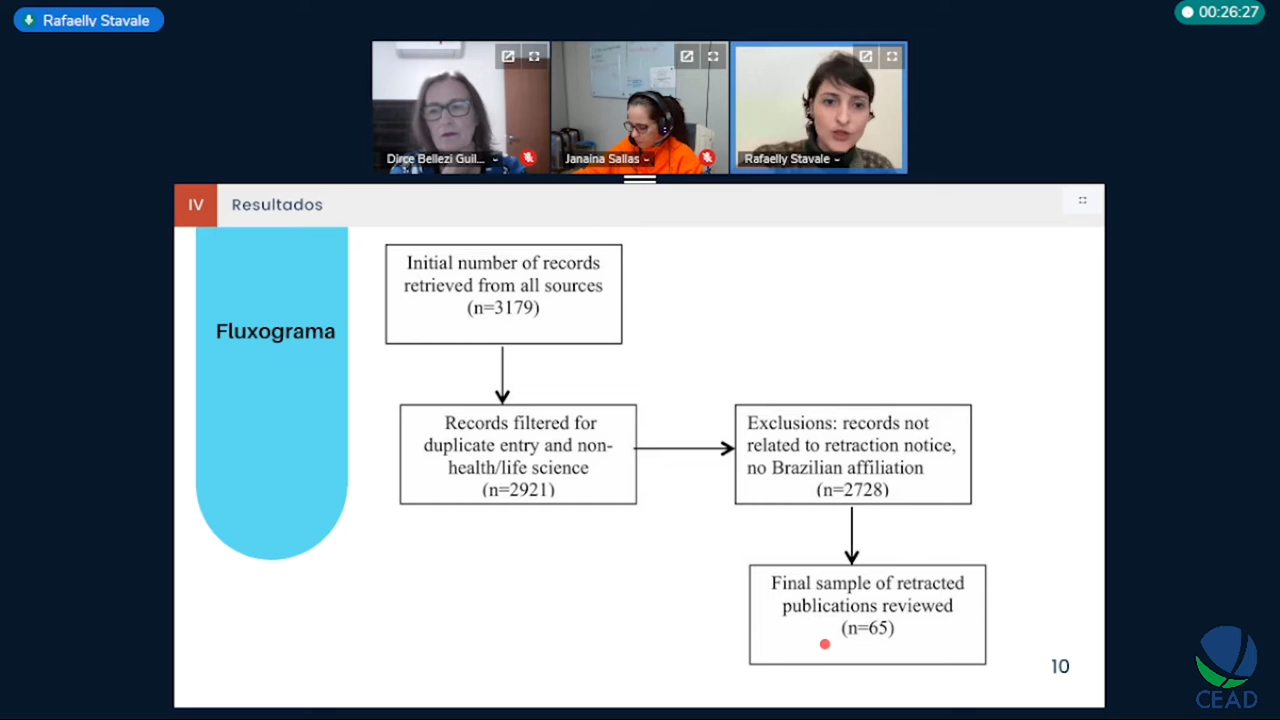 Rafaelly Stavale
00:26:27
Dirce Bellezi Guil...
Janaina Sallas
Rafaelly Stavale
IV
Resultados
Fluxograma
Initial number of records
retrieved from all sources
(n=3179)
Records filtered for
duplicate entry and non-
health/life science
(n=2921)
Exclusions: records not
related to retraction notice,
no Brazilian affiliation
(n=2728)
Final sample of retracted
publications reviewed
(n=65)
10
CEAD